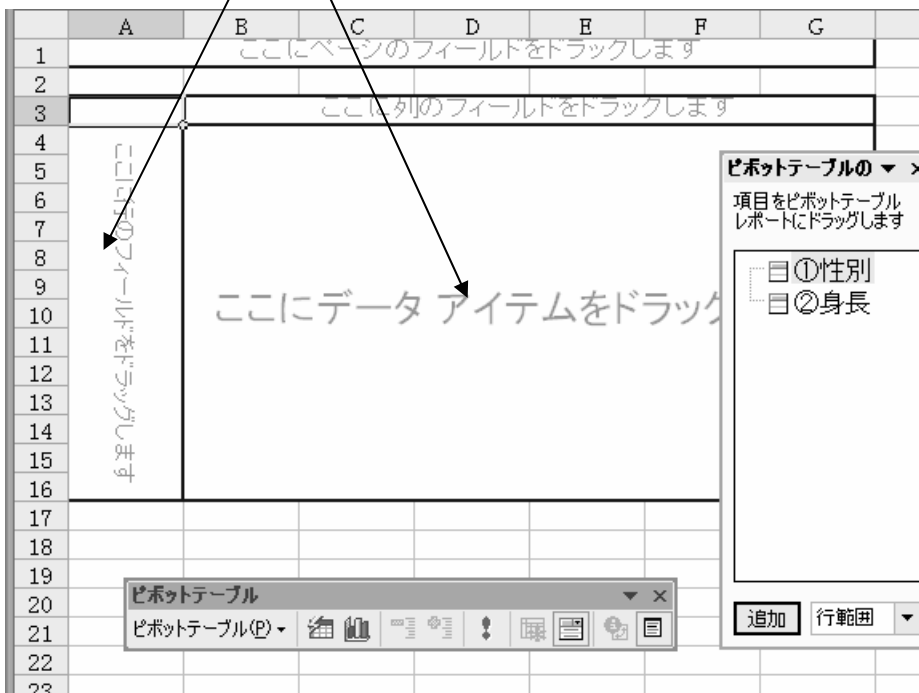 A B C D E F G
1 ここにページのフィールドをドラッグします
2
3 ここに列のフィールドをドラッグします
4
5
6
7
8
9
10
11
12
13
14
15
16
17
18
19
20
21
22
23
ここに行のフィールドをドラッグします
ここにデータ アイテムをドラッグ
ピボットテーブルの
項目をピボットテーブル
レポートにドラッグします
①性別
②身長
追加 行範囲
ピボットテーブル
ピボットテーブル(P)